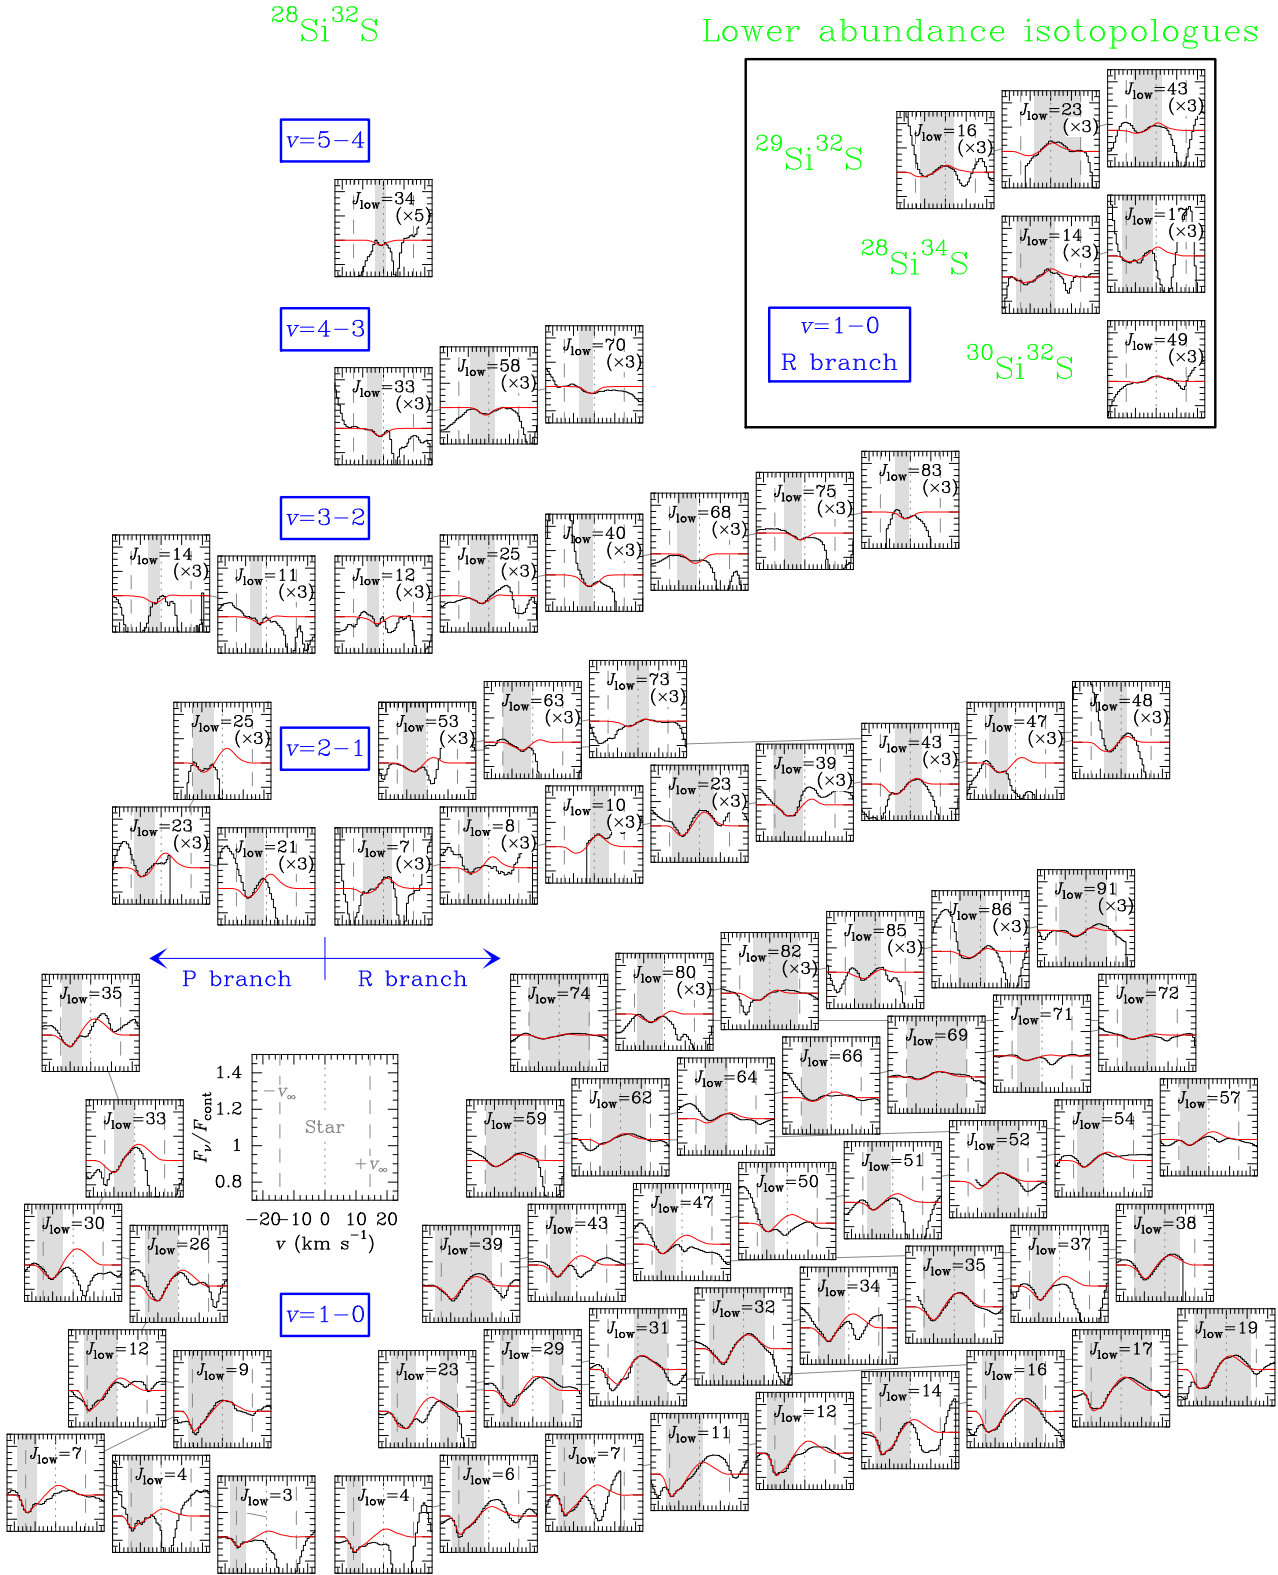 28Si32S
Lower abundance isotopologues
v=5−4
Jlow=34
(×5)
29Si32S
Jlow=16
(×3)
Jlow=23
(×3)
Jlow=43
(×3)
28Si34S
Jlow=14
(×3)
Jlow=17
(×3)
v=1−0
R branch
30Si32S
Jlow=49
(×3)
v=4−3
Jlow=33
(×3)
Jlow=58
(×3)
Jlow=70
(×3)
v=3−2
Jlow=14
(×3)
Jlow=11
(×3)
Jlow=12
(×3)
Jlow=25
(×3)
Jlow=40
(×3)
Jlow=68
(×3)
Jlow=75
(×3)
Jlow=83
(×3)
v=2−1
Jlow=25
(×3)
Jlow=53
(×3)
Jlow=63
(×3)
Jlow=73
(×3)
Jlow=23
(×3)
Jlow=21
(×3)
Jlow=7
(×3)
Jlow=8
(×3)
Jlow=10
(×3)
Jlow=23
(×3)
Jlow=39
(×3)
Jlow=43
(×3)
Jlow=47
(×3)
Jlow=48
(×3)
P branch
R branch
Jlow=35
Jlow=74
Jlow=80
(×3)
Jlow=82
(×3)
Jlow=85
(×3)
Jlow=86
(×3)
Jlow=91
(×3)
Jlow=33
Jlow=59
Jlow=62
Jlow=64
Jlow=66
Jlow=69
Jlow=71
Jlow=72
1.4
1.2
1
0.8
Fν/Fcont
−v∞
Star
+v∞
−20
−10
0
10
20
v (km s−1)
Jlow=30
Jlow=26
Jlow=39
Jlow=43
Jlow=47
Jlow=50
Jlow=51
Jlow=52
Jlow=54
Jlow=57
v=1−0
Jlow=12
Jlow=9
Jlow=23
Jlow=29
Jlow=31
Jlow=32
Jlow=34
Jlow=35
Jlow=37
Jlow=38
Jlow=7
Jlow=4
Jlow=3
Jlow=4
Jlow=6
Jlow=7
Jlow=11
Jlow=12
Jlow=14
Jlow=16
Jlow=17
Jlow=19